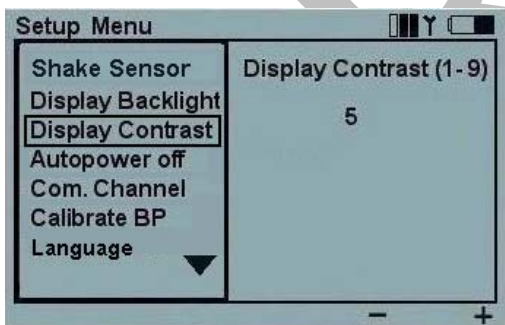 Setup Menu
Shake Sensor
Display Backlight
Display Contrast
Autopower off
Com. Channel
Calibrate BP
Language
Display Contrast (1-9)
5
- +